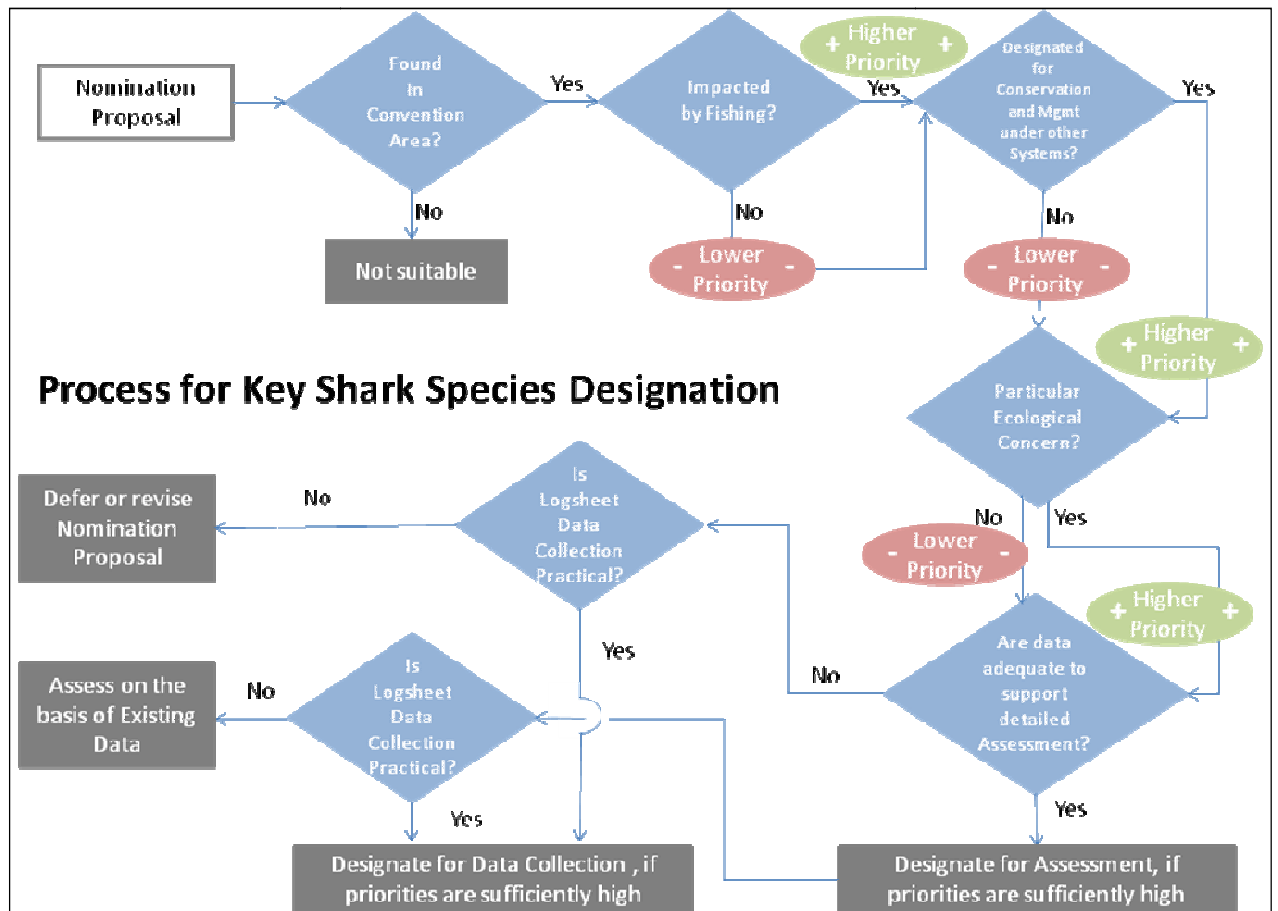 Nomination
Proposal
Found
In
Convention
Area?
Yes
No
Not suitable
Impacted
by Fishing?
+ Higher +
Priority
Yes
No
- Lower -
Priority
Designated
for
Conservation
and Mgmt
under other
Systems?
Yes
No
- Lower -
Priority
+ Higher +
Priority
Process for Key Shark Species Designation
Particular
Ecological
Concern?
No
Yes
- Lower -
Priority
+ Higher +
Priority
Are data
adequate to
support
detailed
Assessment?
No
Yes
Is
Logsheet
Data
Collection
Practical?
No
Yes
Defer or revise
Nomination
Proposal
Is
Logsheet
Data
Collection
Practical?
No
Yes
Assess on the
basis of Existing
Data
Designate for Data Collection , if
priorities are sufficiently high
Designate for Assessment, if
priorities are sufficiently high